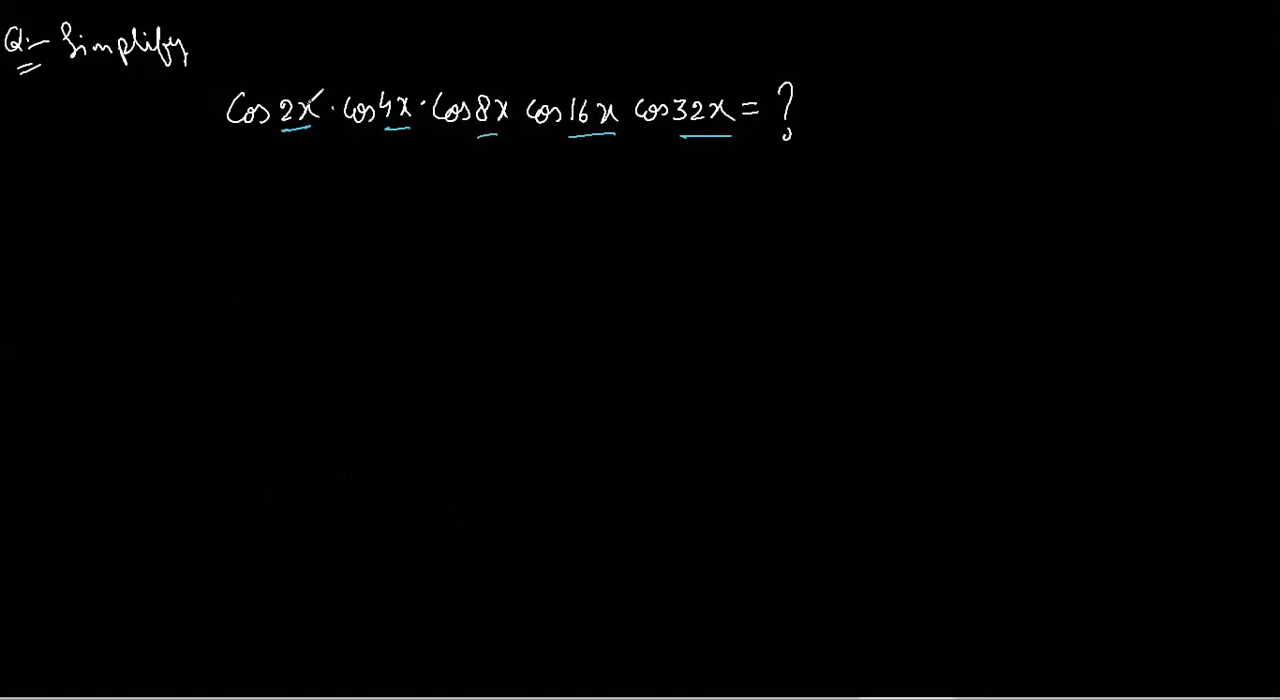 Q:- Simplify
Cos 2x · cos 4x · Cos 8x cos 16x cos 32x = ?